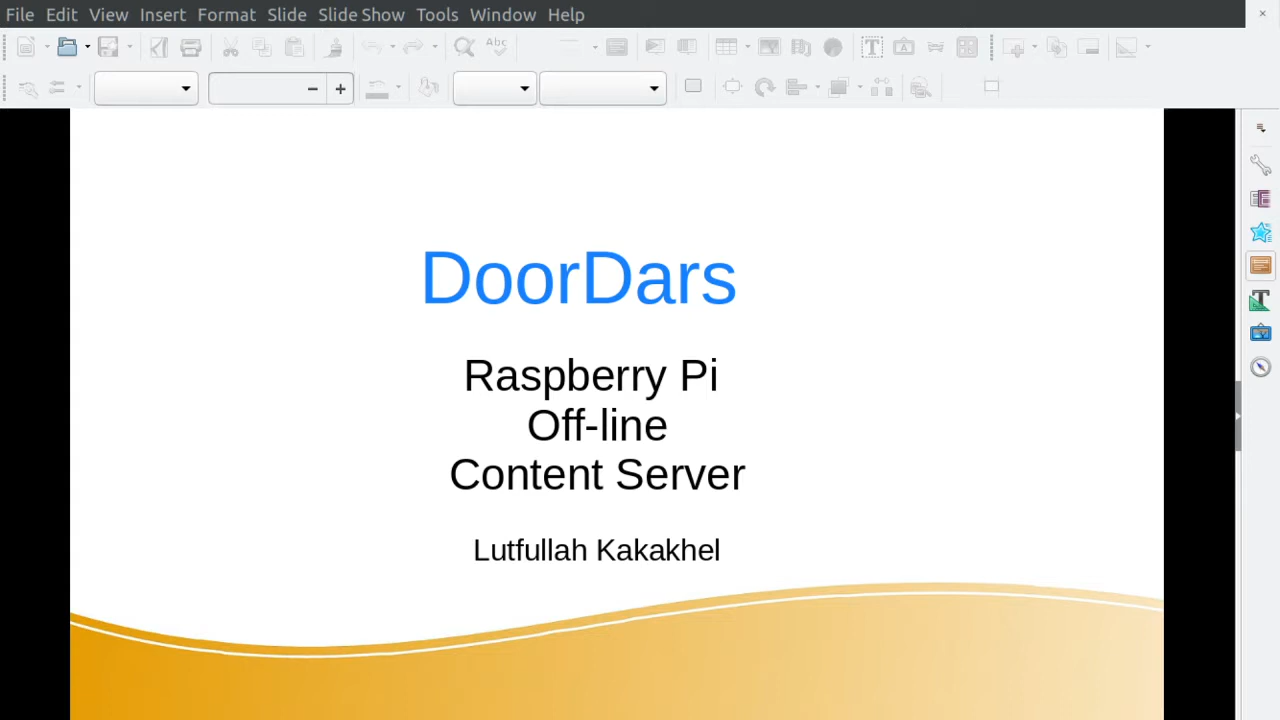 File Edit View Insert Format Slide Slide Show Tools Window Help
Abc
DoorDars
Raspberry Pi
Off-line
Content Server
Lutfullah Kakakhel